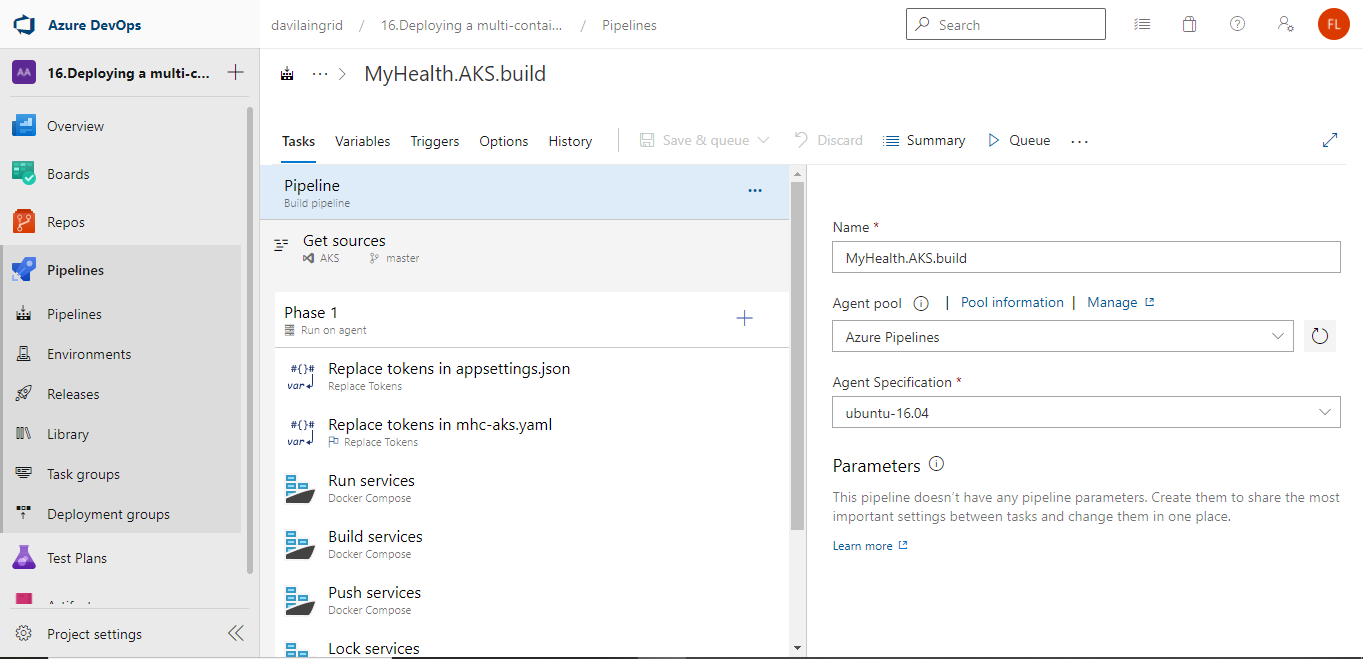 Azure DevOps
davilaingrid / 16.Deploying a multi-contai... / Pipelines
Search
FL
AA 16.Deploying a multi-c...
Overview
Boards
Repos
Pipelines
Pipelines
Environments
Releases
Library
Task groups
Deployment groups
Test Plans
Project settings
... > MyHealth.AKS.build
Tasks Variables Triggers Options History Save & queue Discard Summary Queue ...
Pipeline ...
Build pipeline
Get sources
AKS master
Phase 1
Run on agent
#{}# Replace tokens in appsettings.json
var Replace Tokens
#{}# Replace tokens in mhc-aks.yaml
var Replace Tokens
Run services
Docker Compose
Build services
Docker Compose
Push services
Docker Compose
Lock services
Name *
MyHealth.AKS.build
Agent pool | Pool information | Manage
Azure Pipelines
Agent Specification *
ubuntu-16.04
Parameters
This pipeline doesn't have any pipeline parameters. Create them to share the most
important settings between tasks and change them in one place.
Learn more